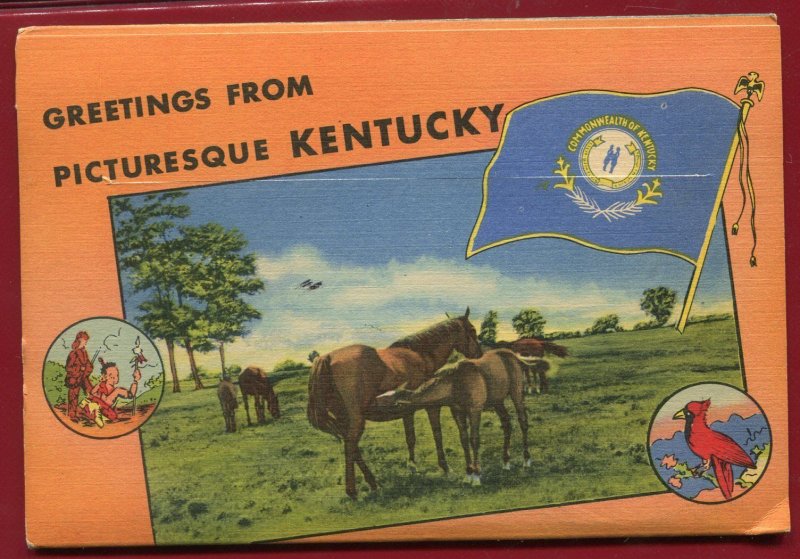 GREETINGS FROM
PICTURESQUE KENTUCKY
COMMONWEALTH OF KENTUCKY